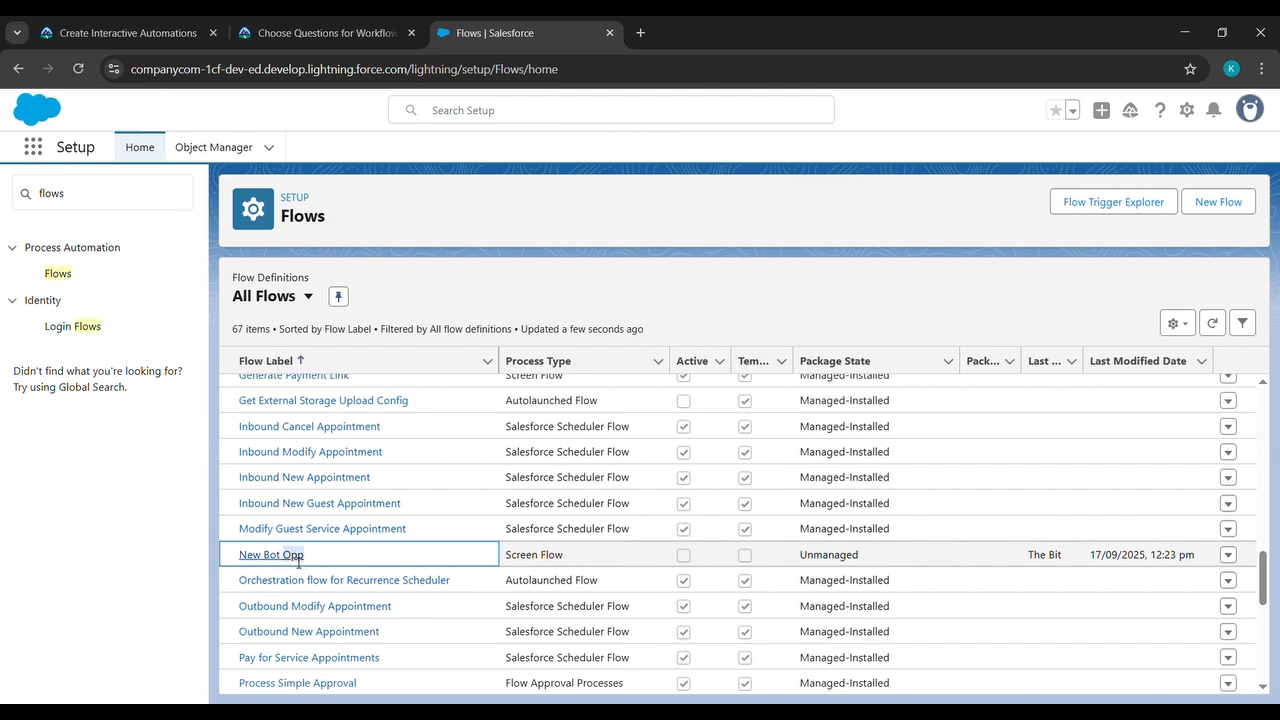 Create Interactive Automations
Choose Questions for Workflow
Flows | Salesforce
companycom-1cf-dev-ed.develop.lightning.force.com/lightning/setup/Flows/home
K
Search Setup
Setup
Home
Object Manager
flows
Process Automation
Flows
Identity
Login Flows
Didn't find what you're looking for?
Try using Global Search.
SETUP
Flows
Flow Trigger Explorer
New Flow
Flow Definitions
All Flows
67 items • Sorted by Flow Label • Filtered by All flow definitions • Updated a few seconds ago
Flow Label Process Type Active Tem... Package State Pack... Last ... Last Modified Date
Generate Payment Link Screen Flow Managed-Installed
Get External Storage Upload Config Autolaunched Flow Managed-Installed
Inbound Cancel Appointment Salesforce Scheduler Flow Managed-Installed
Inbound Modify Appointment Salesforce Scheduler Flow Managed-Installed
Inbound New Appointment Salesforce Scheduler Flow Managed-Installed
Inbound New Guest Appointment Salesforce Scheduler Flow Managed-Installed
Modify Guest Service Appointment Salesforce Scheduler Flow Managed-Installed
New Bot Opp Screen Flow Unmanaged The Bit 17/09/2025, 12:23 pm
Orchestration flow for Recurrence Scheduler Autolaunched Flow Managed-Installed
Outbound Modify Appointment Salesforce Scheduler Flow Managed-Installed
Outbound New Appointment Salesforce Scheduler Flow Managed-Installed
Pay for Service Appointments Salesforce Scheduler Flow Managed-Installed
Process Simple Approval Flow Approval Processes Managed-Installed